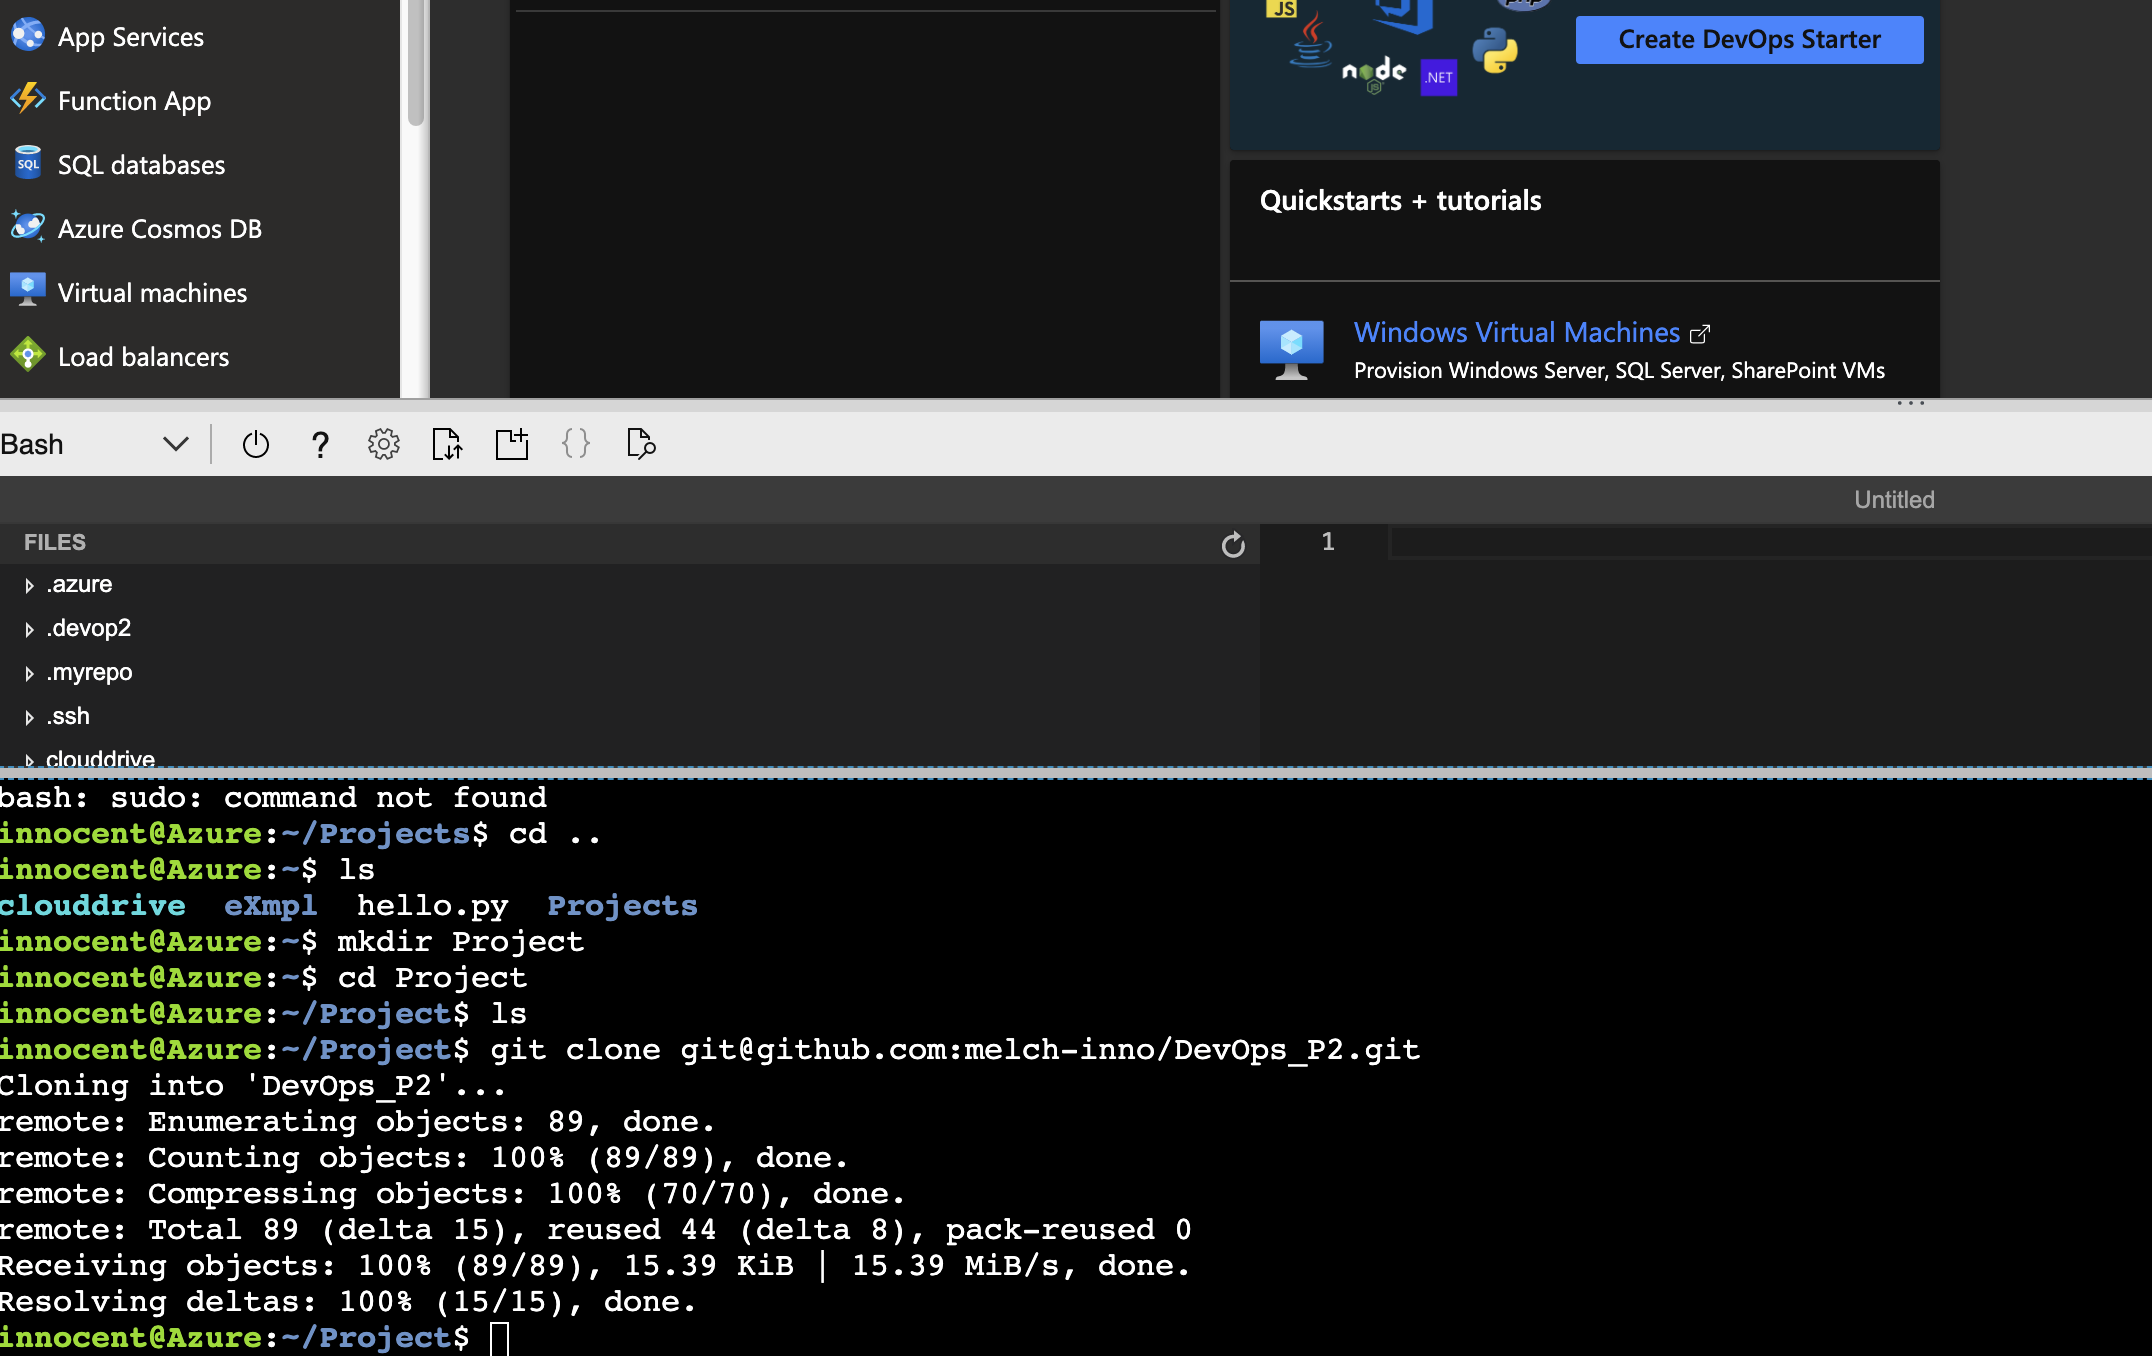 App Services
Function App
SQL
SQL databases
Azure Cosmos DB
Virtual machines
Load balancers
JS
php
node
JS
.NET
Create DevOps Starter
Quickstarts + tutorials
Windows Virtual Machines
Provision Windows Server, SQL Server, SharePoint VMs
Bash
?
{}
Untitled
FILES
1
.azure
.devop2
.myrepo
.ssh
clouddrive
bash: sudo: command not found
innocent@Azure:~/Projects$ cd ..
innocent@Azure:~$ ls
clouddrive  eXmpl  hello.py  Projects
innocent@Azure:~$ mkdir Project
innocent@Azure:~$ cd Project
innocent@Azure:~/Project$ ls
innocent@Azure:~/Project$ git clone git@github.com:melch-inno/DevOps_P2.git
Cloning into 'DevOps_P2'...
remote: Enumerating objects: 89, done.
remote: Counting objects: 100% (89/89), done.
remote: Compressing objects: 100% (70/70), done.
remote: Total 89 (delta 15), reused 44 (delta 8), pack-reused 0
Receiving objects: 100% (89/89), 15.39 KiB | 15.39 MiB/s, done.
Resolving deltas: 100% (15/15), done.
innocent@Azure:~/Project$